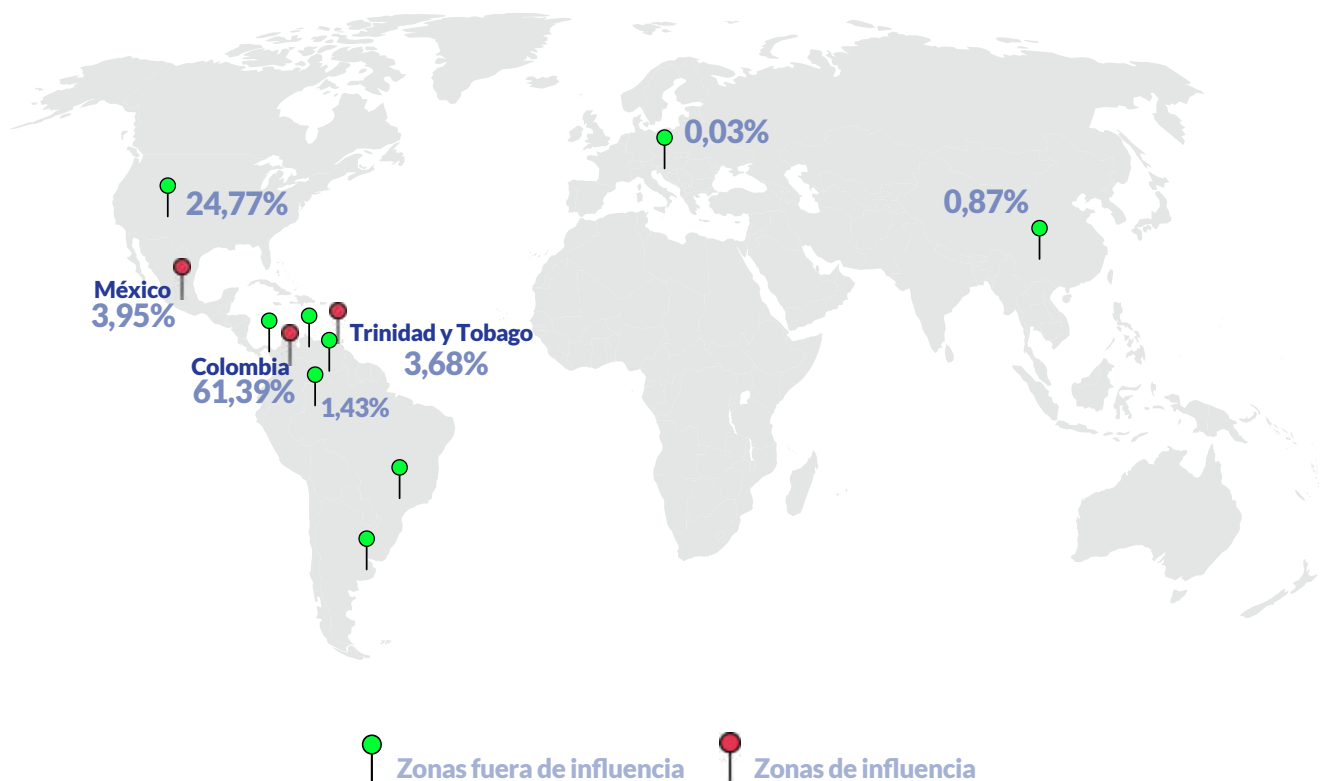 0,03%
24,77%
0,87%
México
3,95%
Trinidad y Tobago
3,68%
Colombia
61,39%
1,43%
Zonas fuera de influencia
Zonas de influencia